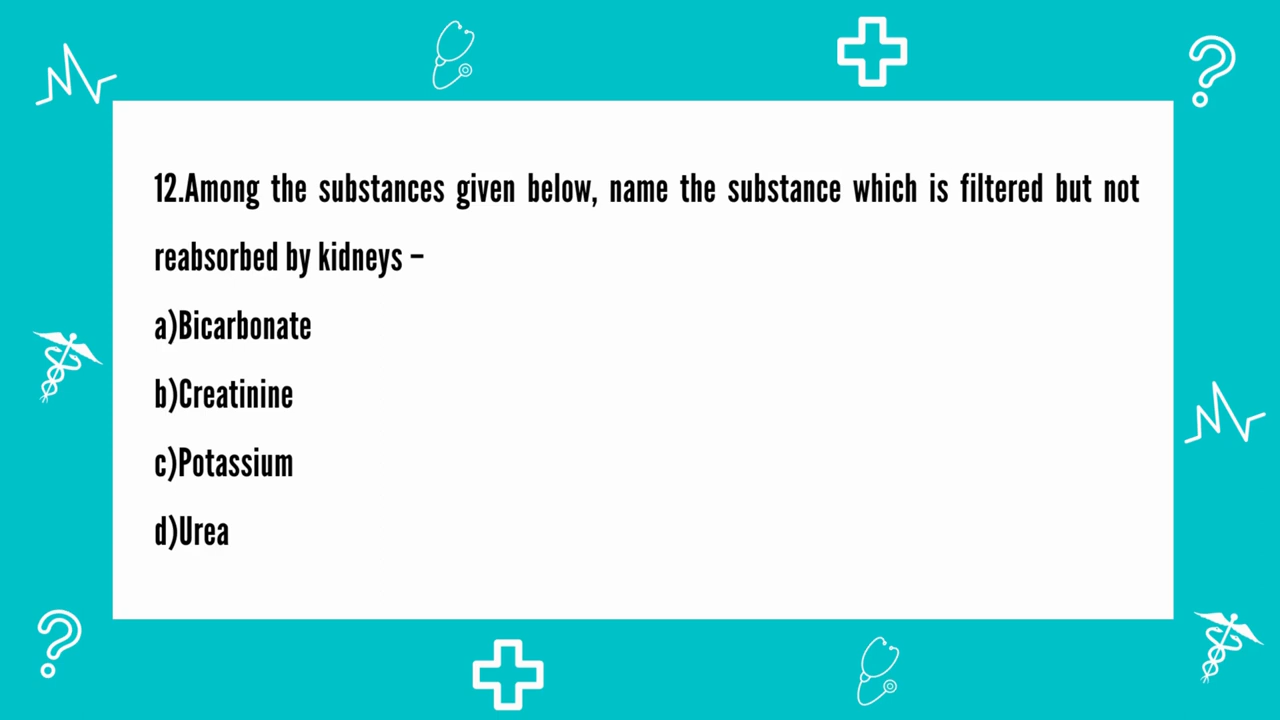 12.Among the substances given below, name the substance which is filtered but not
reabsorbed by kidneys –
a)Bicarbonate
b)Creatinine
c)Potassium
d)Urea